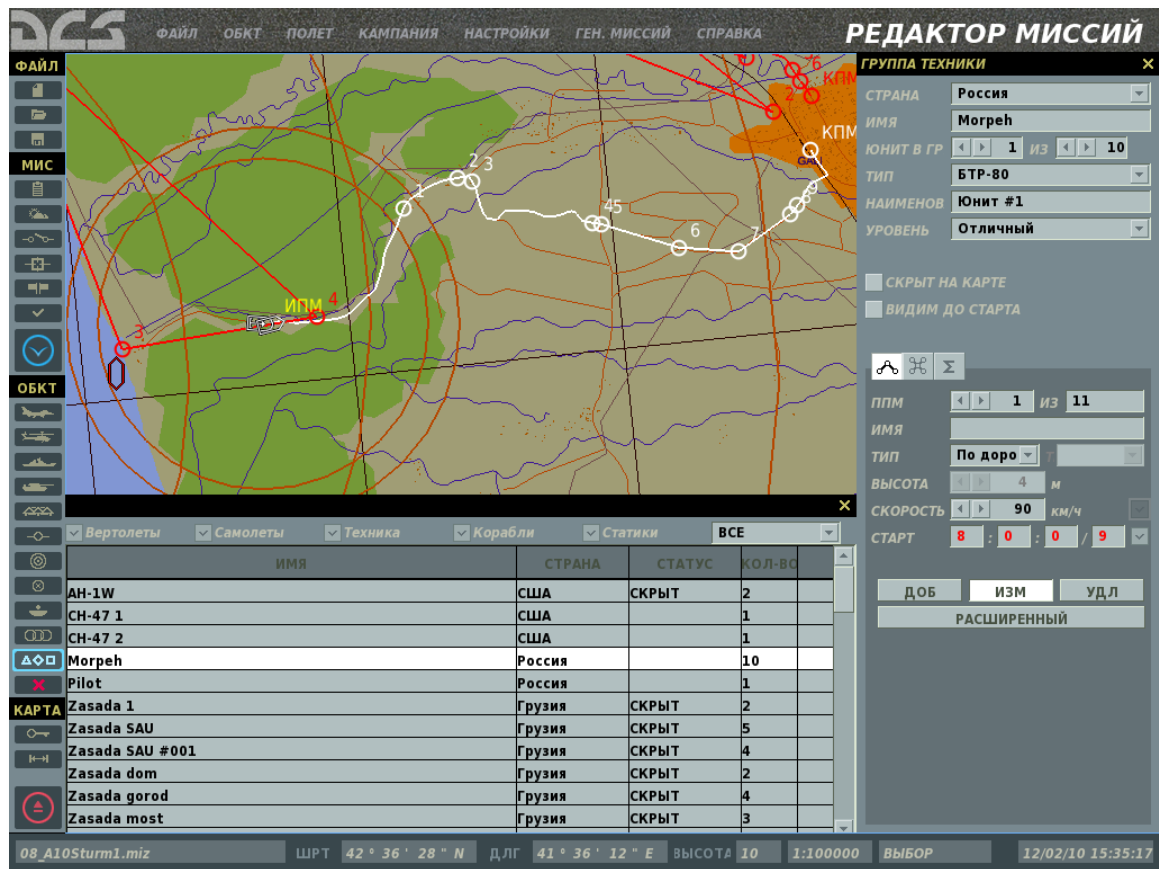 DCS ФАЙЛ ОБКТ ПОЛЕТ КАМПАНИЯ НАСТРОЙКИ ГЕН. МИССИЙ СПРАВКА РЕДАКТОР МИССИЙ
ФАЙЛ
МИС
ОБКТ
КАРТА
6
КПМ
2
КПМ
GALI
1
2 3
4 5
6
7
8
9
ИПМ 4
3
ГРУППА ТЕХНИКИ ×
СТРАНА Россия
ИМЯ Morpeh
ЮНИТ В ГР 1 ИЗ 10
ТИП БТР-80
НАИМЕНОВ Юнит #1
УРОВЕНЬ Отличный
СКРЫТ НА КАРТЕ
ВИДИМ ДО СТАРТА
Σ
ППМ 1 ИЗ 11
ИМЯ
ТИП По доро Т
ВЫСОТА 4 м
СКОРОСТЬ 90 км/ч
СТАРТ 8 : 0 : 0 / 9
ДОБ ИЗМ УДЛ
РАСШИРЕННЫЙ
×
Вертолеты Самолеты Техника Корабли Статики ВСЕ
ИМЯ СТРАНА СТАТУС КОЛ-ВО
AH-1W США СКРЫТ 2
CH-47 1 США 1
CH-47 2 США 1
Morpeh Россия 10
Pilot Россия 1
Zasada 1 Грузия СКРЫТ 2
Zasada SAU Грузия СКРЫТ 5
Zasada SAU #001 Грузия СКРЫТ 4
Zasada dom Грузия СКРЫТ 2
Zasada gorod Грузия СКРЫТ 4
Zasada most Грузия СКРЫТ 3
08_A10Sturm1.miz ШРТ 42 ° 36 ' 28 " N ДЛГ 41 ° 36 ' 12 " E ВЫСОТА 10 1:100000 ВЫБОР 12/02/10 15:35:17